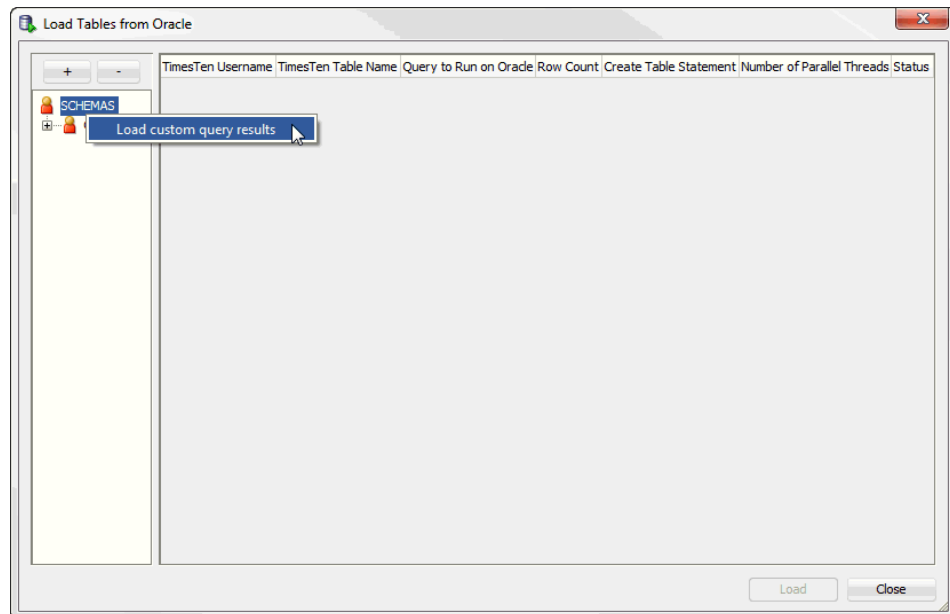 Load Tables from Oracle
x
+ -
TimesTen Username TimesTen Table Name Query to Run on Oracle Row Count Create Table Statement Number of Parallel Threads Status
SCHEMAS
Load custom query results
Load Close